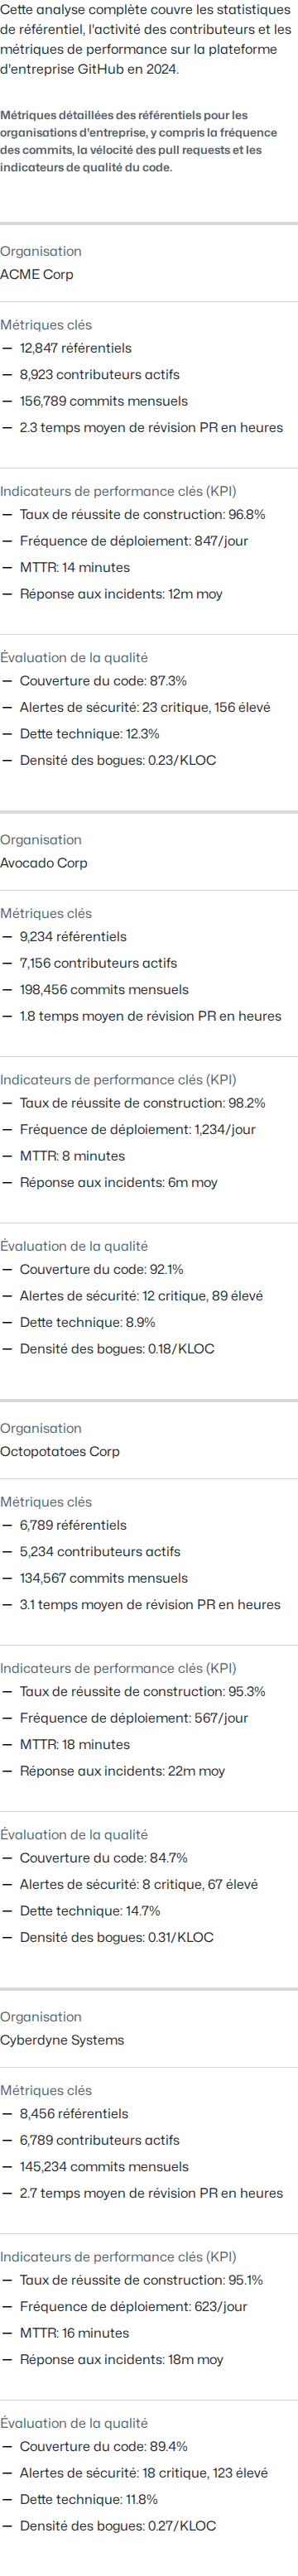 Cette analyse complète couvre les statistiques
de référentiel, l'activité des contributeurs et les
métriques de performance sur la plateforme
d'entreprise GitHub en 2024.
Métriques détaillées des référentiels pour les
organisations d'entreprise, y compris la fréquence
des commits, la vélocité des pull requests et les
indicateurs de qualité du code.
Organisation
ACME Corp
Métriques clés
— 12,847 référentiels
— 8,923 contributeurs actifs
— 156,789 commits mensuels
— 2.3 temps moyen de révision PR en heures
Indicateurs de performance clés (KPI)
— Taux de réussite de construction: 96.8%
— Fréquence de déploiement: 847/jour
— MTTR: 14 minutes
— Réponse aux incidents: 12m moy
Évaluation de la qualité
— Couverture du code: 87.3%
— Alertes de sécurité: 23 critique, 156 élevé
— Dette technique: 12.3%
— Densité des bogues: 0.23/KLOC
Organisation
Avocado Corp
Métriques clés
— 9,234 référentiels
— 7,156 contributeurs actifs
— 198,456 commits mensuels
— 1.8 temps moyen de révision PR en heures
Indicateurs de performance clés (KPI)
— Taux de réussite de construction: 98.2%
— Fréquence de déploiement: 1,234/jour
— MTTR: 8 minutes
— Réponse aux incidents: 6m moy
Évaluation de la qualité
— Couverture du code: 92.1%
— Alertes de sécurité: 12 critique, 89 élevé
— Dette technique: 8.9%
— Densité des bogues: 0.18/KLOC
Organisation
Octopotatoes Corp
Métriques clés
— 6,789 référentiels
— 5,234 contributeurs actifs
— 134,567 commits mensuels
— 3.1 temps moyen de révision PR en heures
Indicateurs de performance clés (KPI)
— Taux de réussite de construction: 95.3%
— Fréquence de déploiement: 567/jour
— MTTR: 18 minutes
— Réponse aux incidents: 22m moy
Évaluation de la qualité
— Couverture du code: 84.7%
— Alertes de sécurité: 8 critique, 67 élevé
— Dette technique: 14.7%
— Densité des bogues: 0.31/KLOC
Organisation
Cyberdyne Systems
Métriques clés
— 8,456 référentiels
— 6,789 contributeurs actifs
— 145,234 commits mensuels
— 2.7 temps moyen de révision PR en heures
Indicateurs de performance clés (KPI)
— Taux de réussite de construction: 95.1%
— Fréquence de déploiement: 623/jour
— MTTR: 16 minutes
— Réponse aux incidents: 18m moy
Évaluation de la qualité
— Couverture du code: 89.4%
— Alertes de sécurité: 18 critique, 123 élevé
— Dette technique: 11.8%
— Densité des bogues: 0.27/KLOC